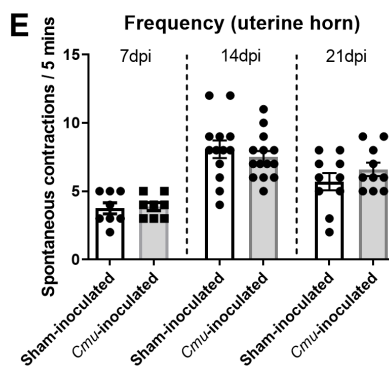 E
Frequency (uterine horn)
Spontaneous contractions / 5 mins
15
10
5
0
7dpi
14dpi
21dpi
Sham-inoculated
Cmu-inoculated
Sham-inoculated
Cmu-inoculated
Sham-inoculated
Cmu-inoculated